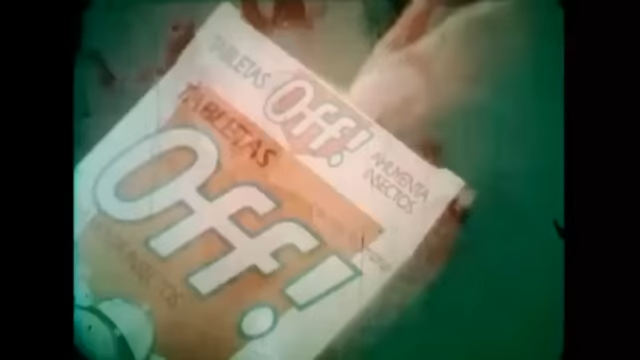 TABLETAS
Off!
AHUYENTA
INSECTOS
TABLETAS
Off!